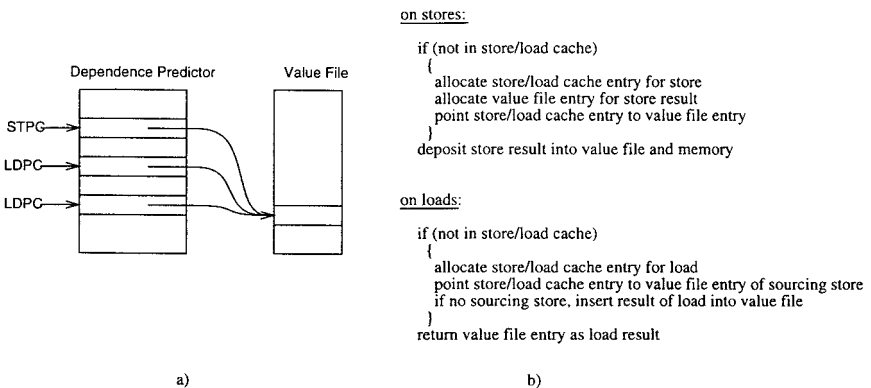 Dependence Predictor
Value File
STPC
LDPC
LDPC
a)
on stores:
if (not in store/load cache)
{
allocate store/load cache entry for store
allocate value file entry for store result
point store/load cache entry to value file entry
}
deposit store result into value file and memory
on loads:
if (not in store/load cache)
{
allocate store/load cache entry for load
point store/load cache entry to value file entry of sourcing store
if no sourcing store, insert result of load into value file
}
return value file entry as load result
b)